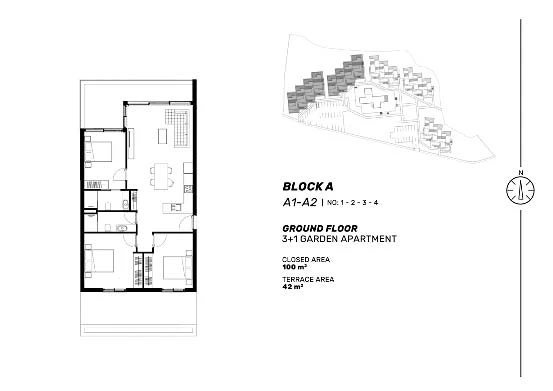 N
BLOCK A
A1-A2 | NO: 1 - 2 - 3 - 4
GROUND FLOOR
3+1 GARDEN APARTMENT
CLOSED AREA
100 m²
TERRACE AREA
42 m²